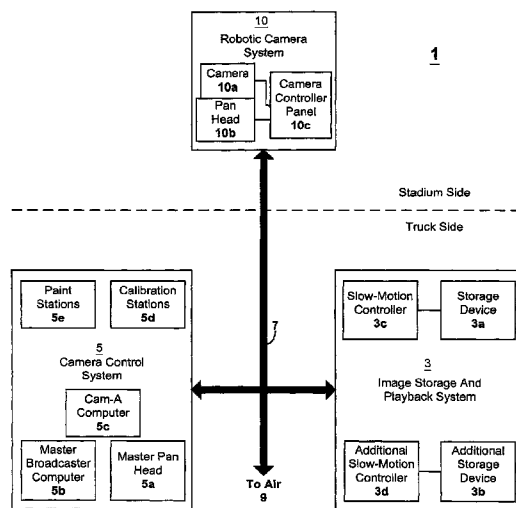 10
Robotic Camera
System
Camera
10a
Pan
Head
10b
Camera
Controller
Panel
10c
1
Stadium Side
Truck Side
Paint
Stations
5e
Calibration
Stations
5d
5
Camera Control
System
Cam-A
Computer
5c
Master
Broadcaster
Computer
5b
Master Pan
Head
5a
7
To Air
9
Slow-Motion
Controller
3c
Storage
Device
3a
3
Image Storage And
Playback System
Additional
Slow-Motion
Controller
3d
Additional
Storage
Device
3b